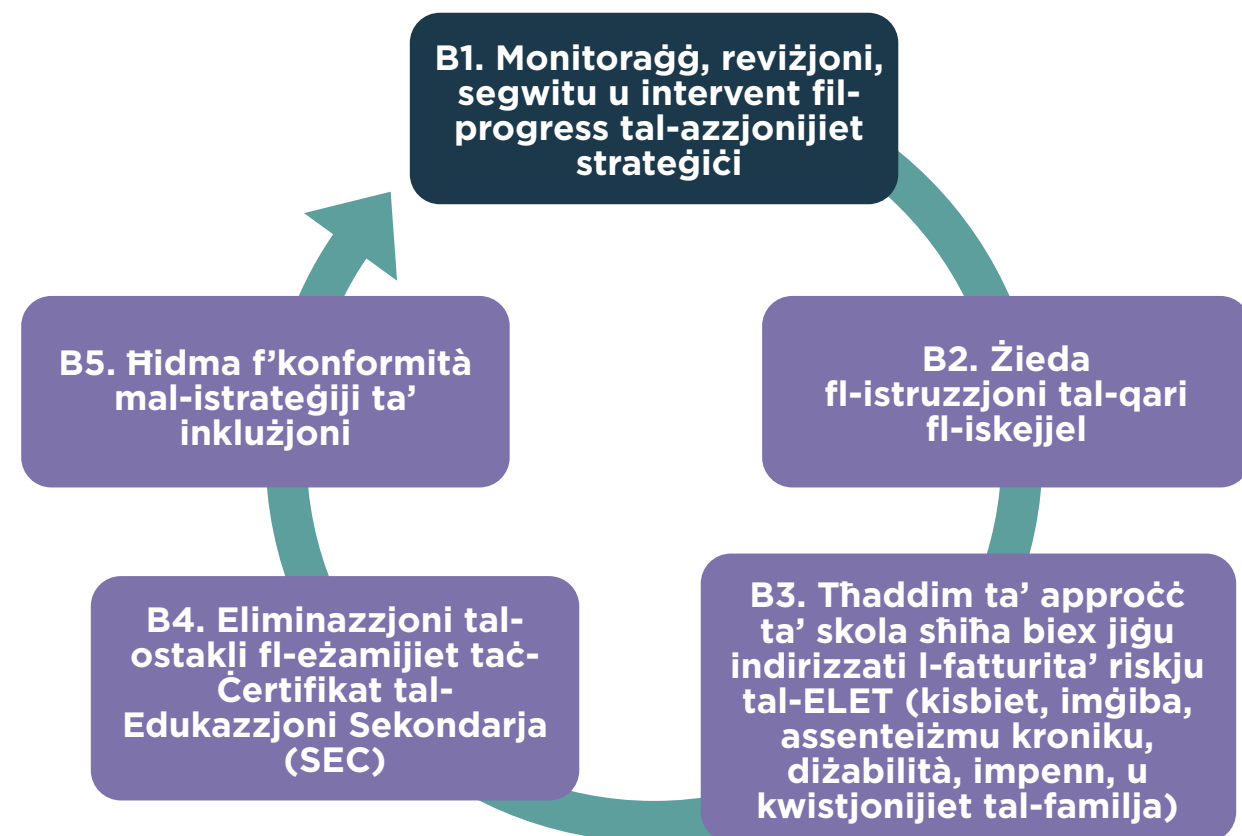 B1. Monitoraġġ, reviżjoni,
segwitu u intervent fil-
progress tal-azzjonijiet
strateġiċi
B2. Żieda
fl-istruzzjoni tal-qari
fl-iskejjel
B3. Tħaddim ta’ approċċ
ta’ skola sħiħa biex jiġu
indirizzati l-fatturita’ riskju
tal-ELET (kisbiet, imġiba,
assenteiżmu kroniku,
diżabilità, impenn, u
kwistjonijiet tal-familja)
B4. Eliminazzjoni tal-
ostakli fl-eżamijiet taċ-
Ċertifikat tal-
Edukazzjoni Sekondarja
(SEC)
B5. Ħidma f’konformità
mal-istrateġiji ta’
inklużjoni